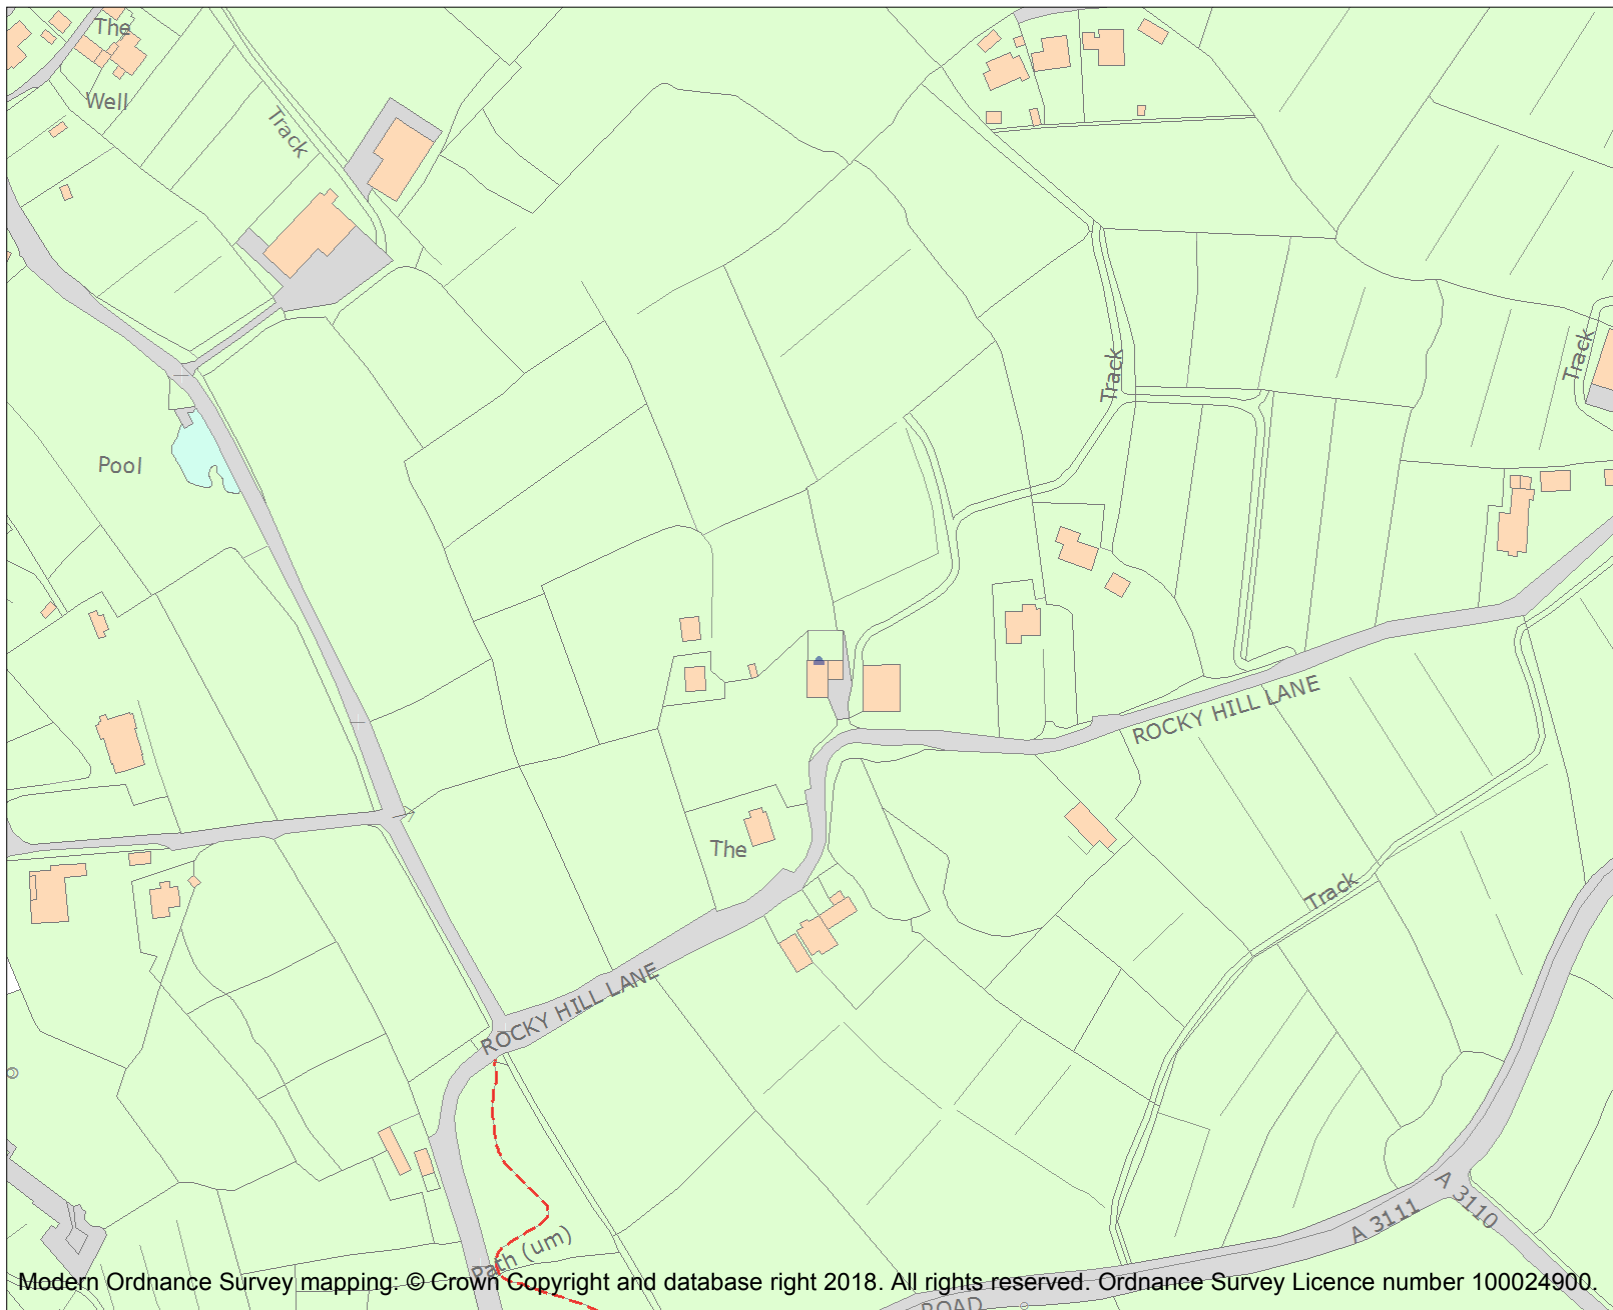 The
Well
Track
Track
Track
Pool
ROCKY HILL LANE
The
Track
ROCKY HILL LANE
A 3111
A 3110
Path (um)
Modern Ordnance Survey mapping: © Crown Copyright and database right 2018. All rights reserved. Ordnance Survey Licence number 100024900.
ROAD